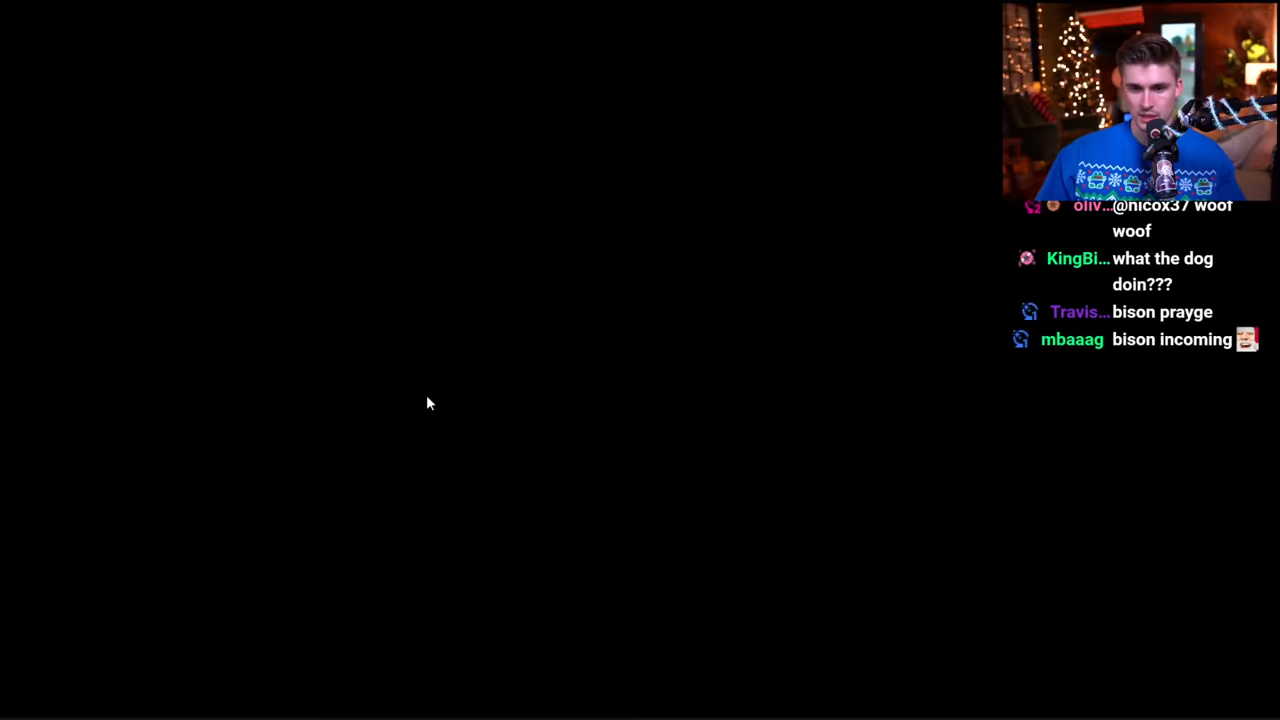 oliv...@nicox37 woof
woof
KingBi...what the dog
doin???
Travis...bison prayge
mbaaag bison incoming